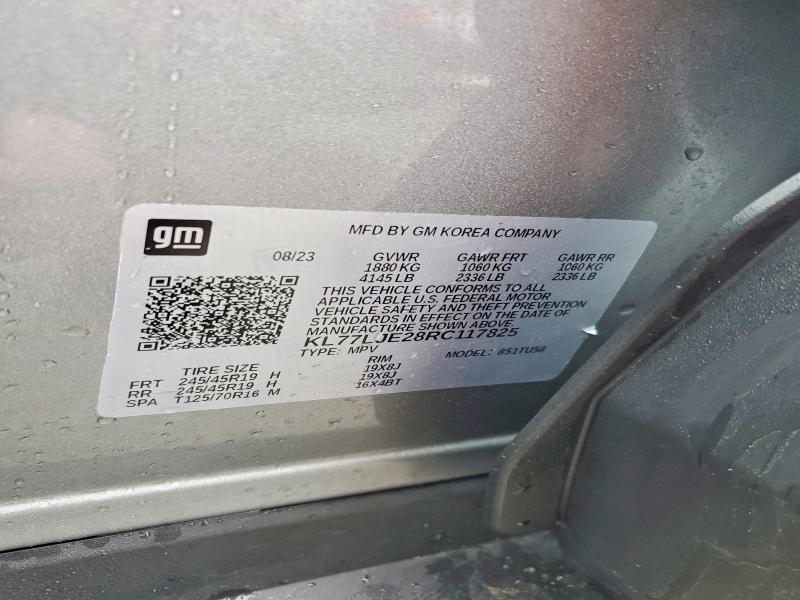 gm
MFD BY GM KOREA COMPANY
08/23 GVWR GAWR FRT GAWR RR
1880 KG 1060 KG 1060 KG
4145 LB 2336 LB 2336 LB
THIS VEHICLE CONFORMS TO ALL
APPLICABLE U.S. FEDERAL MOTOR
VEHICLE SAFETY AND THEFT PREVENTION
STANDARDS IN EFFECT ON THE DATE OF
MANUFACTURE SHOWN ABOVE.
KL77LJE28RC117825
TYPE: MPV MODEL: 851TU58
TIRE SIZE RIM
FRT 245/45R19 H 19X8J
RR 245/45R19 H 19X8J
SPA T125/70R16 M 16X4BT